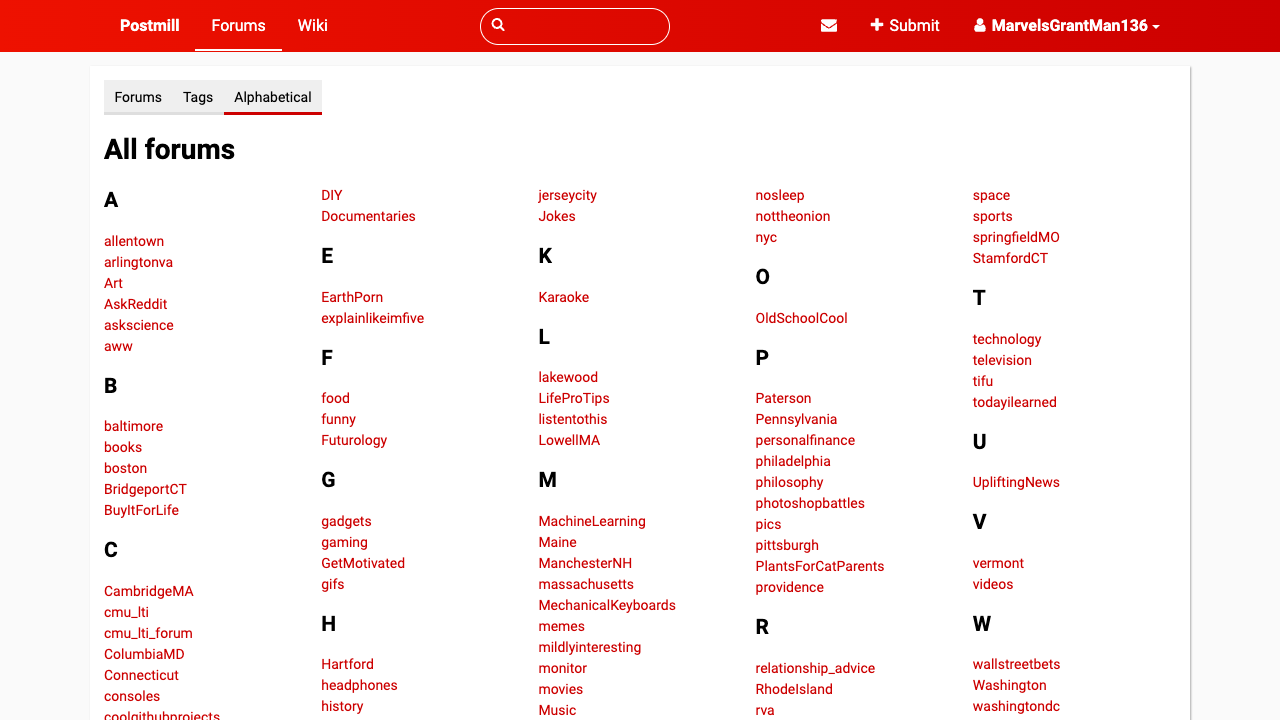 Postmill
Forums
Wiki
Submit
MarvelsGrantMan136
Forums
Tags
Alphabetical
All forums
A
allentown
arlingtonva
Art
AskReddit
askscience
aww
B
baltimore
books
boston
BridgeportCT
BuyItForLife
C
CambridgeMA
cmu_lti
cmu_lti_forum
ColumbiaMD
Connecticut
consoles
coolgithubprojects
DIY
Documentaries
E
EarthPorn
explainlikeimfive
F
food
funny
Futurology
G
gadgets
gaming
GetMotivated
gifs
H
Hartford
headphones
history
jerseycity
Jokes
K
Karaoke
L
lakewood
LifeProTips
listentothis
LowellMA
M
MachineLearning
Maine
ManchesterNH
massachusetts
MechanicalKeyboards
memes
mildlyinteresting
monitor
movies
Music
nosleep
nottheonion
nyc
O
OldSchoolCool
P
Paterson
Pennsylvania
personalfinance
philadelphia
philosophy
photoshopbattles
pics
pittsburgh
PlantsForCatParents
providence
R
relationship_advice
RhodeIsland
rva
space
sports
springfieldMO
StamfordCT
T
technology
television
tifu
todayilearned
U
UpliftingNews
V
vermont
videos
W
wallstreetbets
Washington
washingtondc